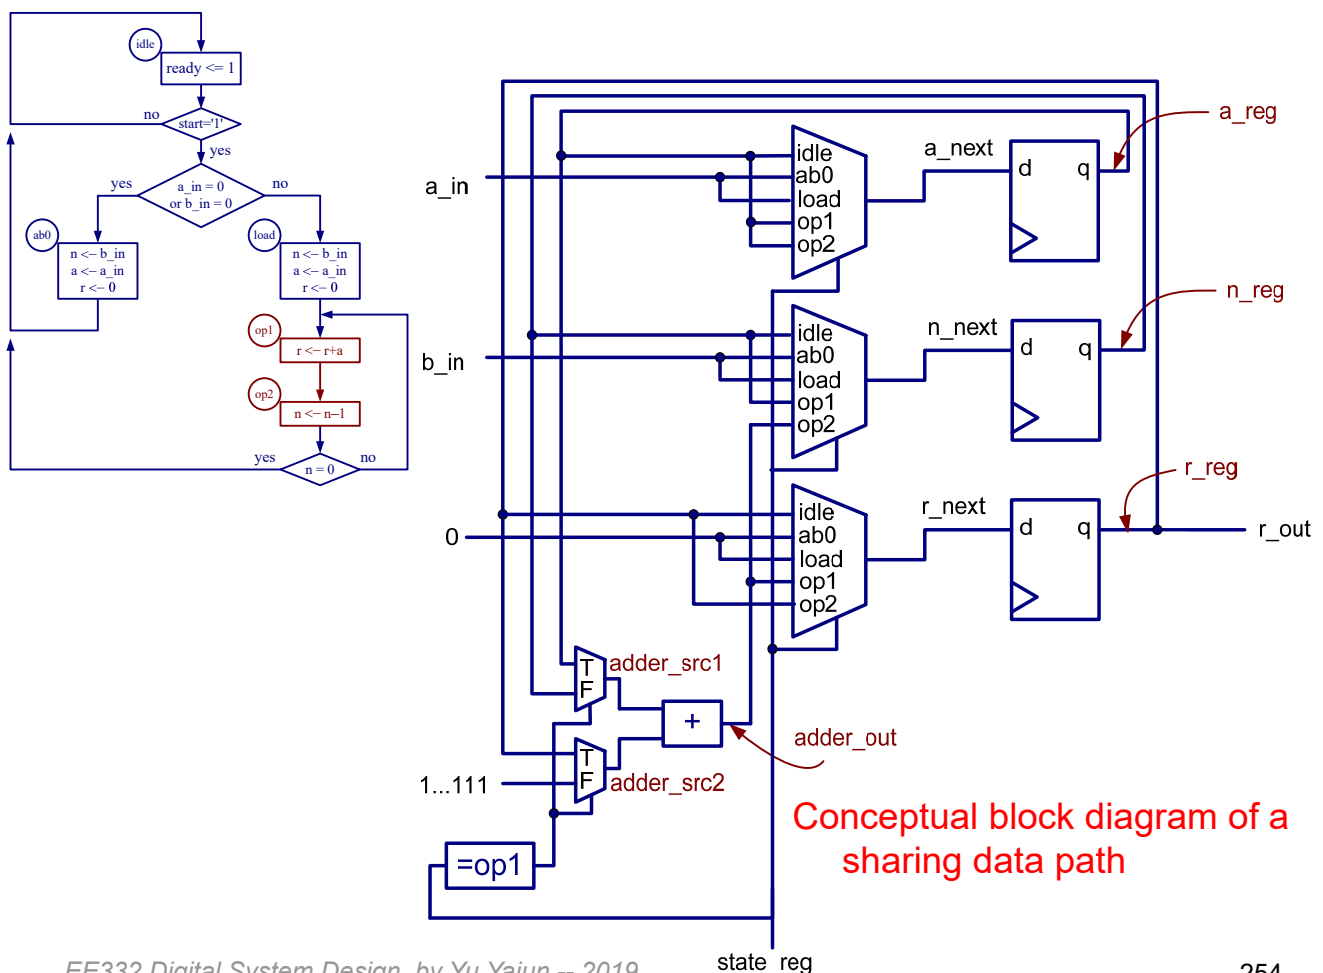 idle
ready <= 1
no
start='1'
yes
yes
a_in = 0
or b_in = 0
no
ab0
n <– b_in
a <– a_in
r <– 0
load
n <– b_in
a <– a_in
r <– 0
op1
r <– r+a
op2
n <– n–1
yes
n = 0
no
a_in
idle
ab0
load
op1
op2
a_next
d
q
a_reg
b_in
idle
ab0
load
op1
op2
n_next
d
q
n_reg
0
idle
ab0
load
op1
op2
r_next
d
q
r_reg
r_out
T
F
adder_src1
+
adder_out
1...111
T
F
adder_src2
=op1
state_reg
Conceptual block diagram of a
sharing data path
EE332 Digital System Design, by Yu Yajun -- 2019
254